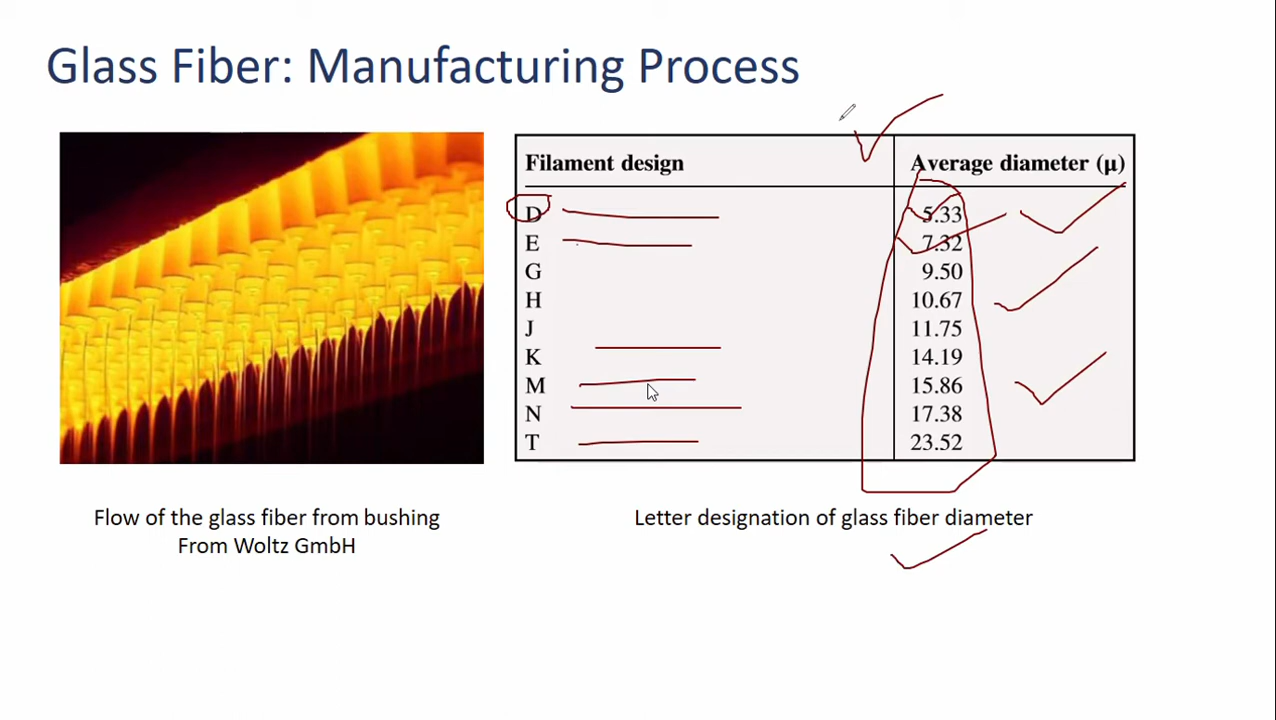 Glass Fiber: Manufacturing Process
Filament design Average diameter (μ)
D 5.33
E 7.32
G 9.50
H 10.67
J 11.75
K 14.19
M 15.86
N 17.38
T 23.52
Flow of the glass fiber from bushing
From Woltz GmbH
Letter designation of glass fiber diameter